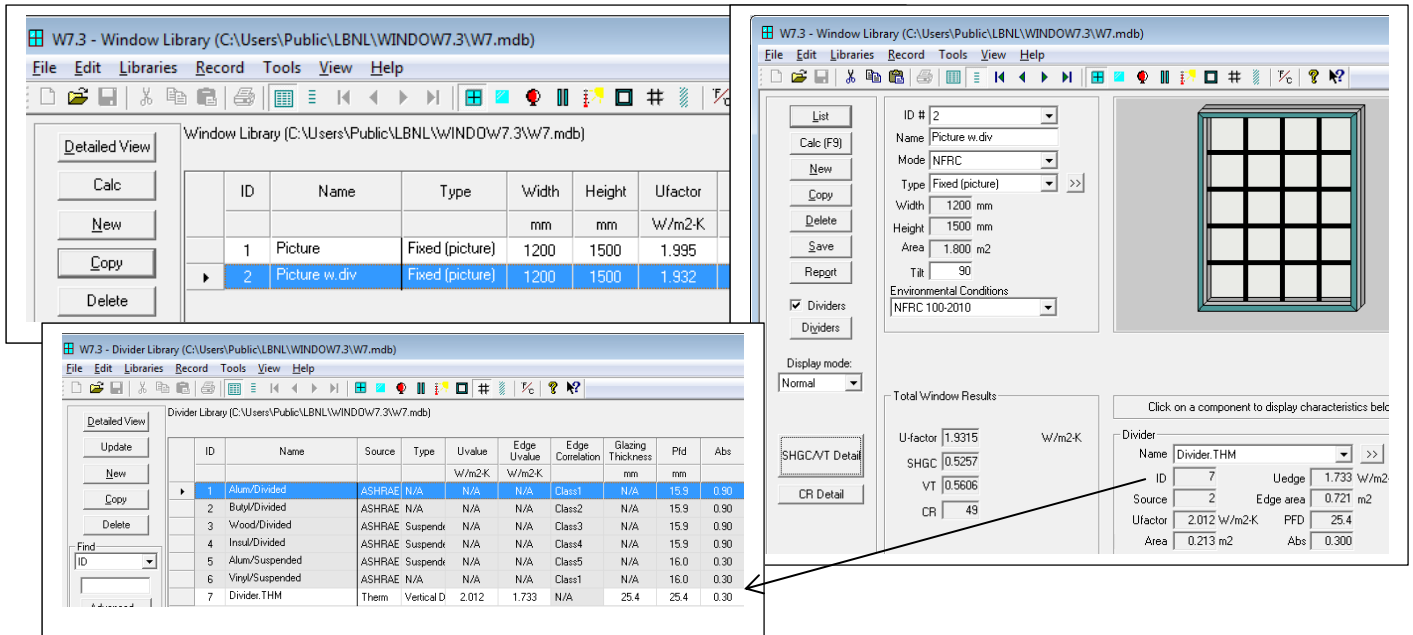 W7.3 - Window Library (C:\Users\Public\LBNL\WINDOW7.3\W7.mdb)
File Edit Libraries Record Tools View Help
Detailed View
Calc
New
Copy
Delete
Window Library (C:\Users\Public\LBNL\WINDOW7.3\W7.mdb)
ID Name Type Width Height Ufactor
mm mm W/m2-K
1 Picture Fixed (picture) 1200 1500 1.995
2 Picture w.div Fixed (picture) 1200 1500 1.932
W7.3 - Window Library (C:\Users\Public\LBNL\WINDOW7.3\W7.mdb)
File Edit Libraries Record Tools View Help
List
Calc (F9)
New
Copy
Delete
Save
Report
Dividers
Dividers
Display mode:
Normal
SHGC/VT Detail
CR Detail
ID # 2
Name Picture w.div
Mode NFRC
Type Fixed (picture) >>
Width 1200 mm
Height 1500 mm
Area 1.800 m2
Tilt 90
Environmental Conditions
NFRC 100-2010
Total Window Results
U-factor 1.9315 W/m2-K
SHGC 0.5257
VT 0.5606
CR 49
Click on a component to display characteristics belo
Divider
Name Divider.THM >>
ID 7 Uedge 1.733 W/m2-
Source 2 Edge area 0.721 m2
Ufactor 2.012 W/m2-K PFD 25.4
Area 0.213 m2 Abs 0.300
W7.3 - Divider Library (C:\Users\Public\LBNL\WINDOW7.3\W7.mdb)
File Edit Libraries Record Tools View Help
Detailed View
Update
New
Copy
Delete
Find
ID
Divider Library (C:\Users\Public\LBNL\WINDOW7.3\W7.mdb)
ID Name Source Type Uvalue Edge Uvalue Edge Correlation Glazing Thickness Pfd Abs
W/m2-K W/m2-K mm mm
1 Alum/Divided ASHRAE N/A N/A N/A Class1 N/A 15.9 0.90
2 Butyl/Divided ASHRAE N/A N/A N/A Class2 N/A 15.9 0.90
3 Wood/Divided ASHRAE Suspende N/A N/A Class3 N/A 15.9 0.90
4 Insul/Divided ASHRAE Suspende N/A N/A Class4 N/A 15.9 0.90
5 Alum/Suspended ASHRAE Suspende N/A N/A Class5 N/A 16.0 0.30
6 Vinyl/Suspended ASHRAE N/A N/A N/A Class1 N/A 16.0 0.30
7 Divider.THM Therm Vertical D 2.012 1.733 N/A 25.4 25.4 0.30